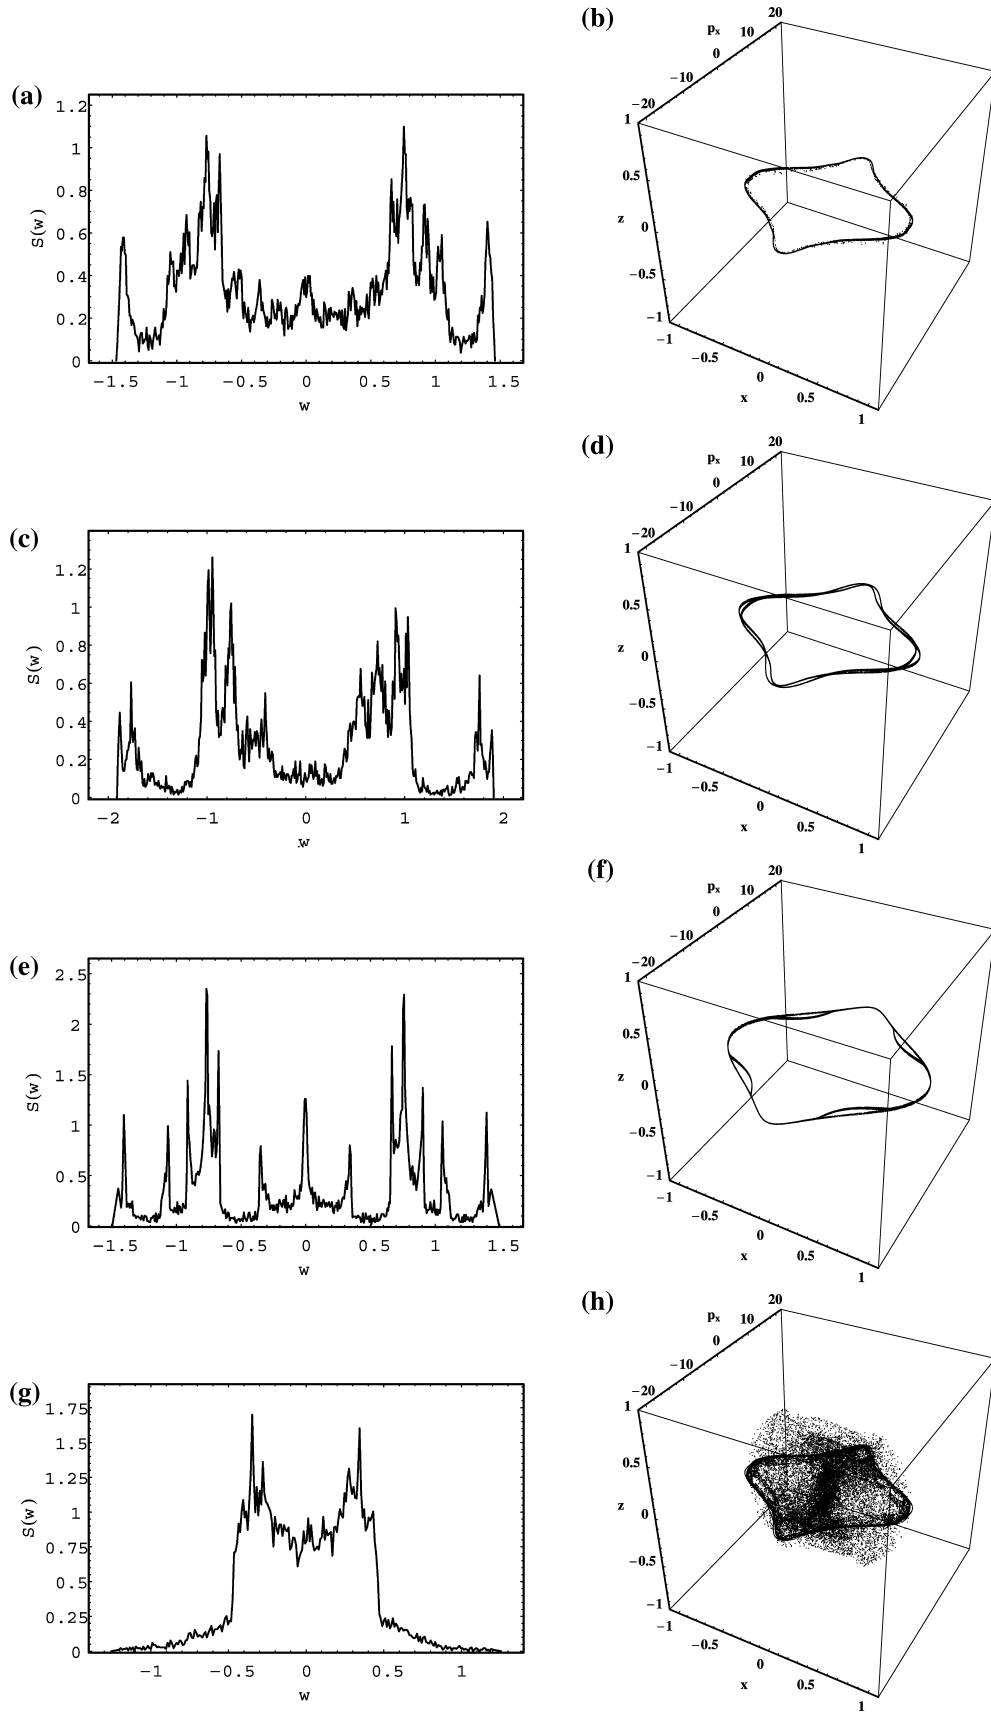 (a)
1.2
1
0.8
0.6
0.4
0.2
0
S(w)
−1.5 −1 −0.5 0 0.5 1 1.5
w
(b)
20
10
0
−10
−20
px
1
0.5
0
−0.5
−1
z
−1 −0.5 0 0.5 1
x
(c)
1.2
1
0.8
0.6
0.4
0.2
0
S(w)
−2 −1 0 1 2
w
(d)
20
10
0
−10
−20
px
1
0.5
0
−0.5
−1
z
−1 −0.5 0 0.5 1
x
(e)
2.5
2
1.5
1
0.5
0
S(w)
−1.5 −1 −0.5 0 0.5 1 1.5
w
(f)
20
10
0
−10
−20
px
1
0.5
0
−0.5
−1
z
−1 −0.5 0 0.5 1
x
(g)
1.75
1.5
1.25
1
0.75
0.5
0.25
0
S(w)
−1 −0.5 0 0.5 1
w
(h)
20
10
0
−10
−20
px
1
0.5
0
−0.5
−1
z
−1 −0.5 0 0.5 1
x